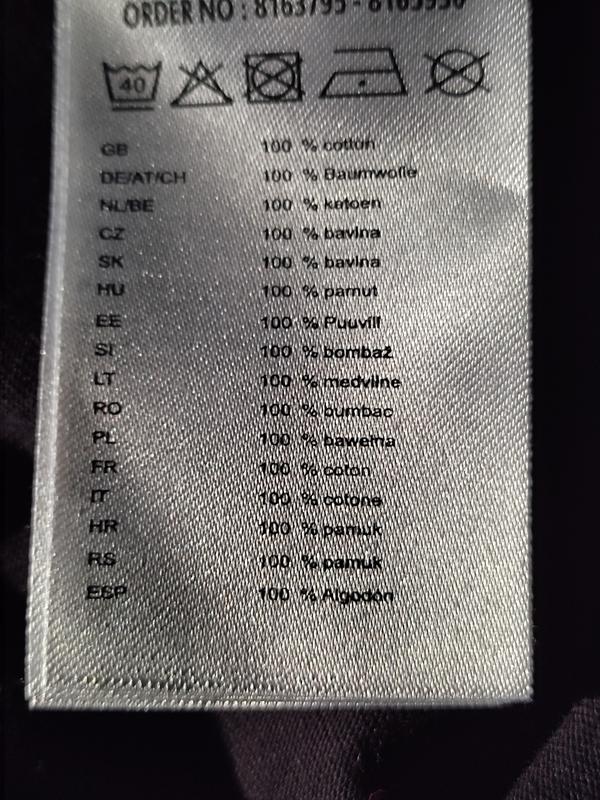 ORDER NO : 8163795 - 8163956
40
GB 100 % cotton
DE/AT/CH 100 % Baumwolle
NL/BE 100 % katoen
CZ 100 % bavlna
SK 100 % bavlna
HU 100 % pamut
EE 100 % Puuvill
SI 100 % bombaž
LT 100 % medvilne
RO 100 % bumbac
PL 100 % bawełna
FR 100 % coton
IT 100 % cotone
HR 100 % pamuk
RS 100 % pamuk
ESP 100 % Algodón